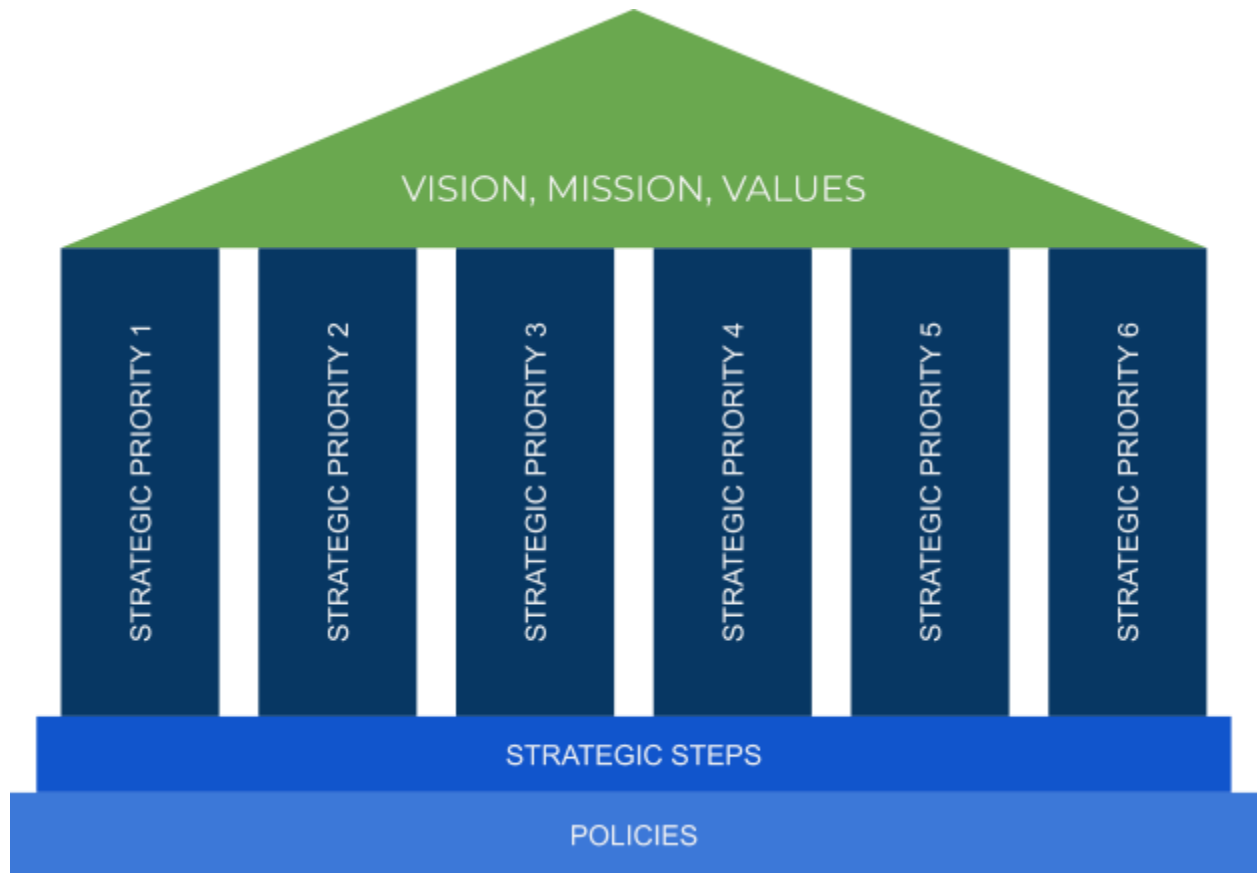 VISION, MISSION, VALUES
STRATEGIC PRIORITY 1
STRATEGIC PRIORITY 2
STRATEGIC PRIORITY 3
STRATEGIC PRIORITY 4
STRATEGIC PRIORITY 5
STRATEGIC PRIORITY 6
STRATEGIC STEPS
POLICIES